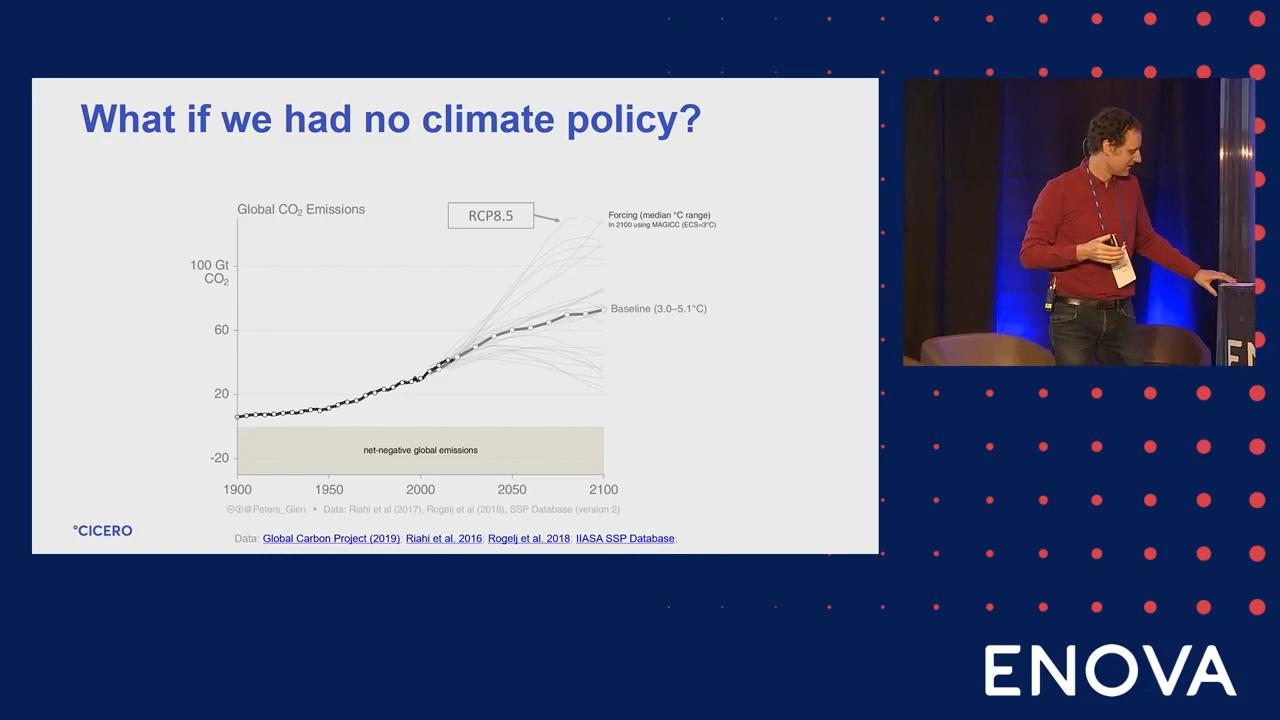 What if we had no climate policy?
Global CO₂ Emissions
RCP8.5
Forcing (median °C range)
In 2100 using MAGICC (ECS=3°C)
100 Gt
CO₂
Baseline (3.0–5.1°C)
60
20
net-negative global emissions
-20
1900 1950 2000 2050 2100
@Peters_Glen • Data: Riahi et al (2017), Rogelj et al (2018), SSP Database (version 2)
°CICERO
Data: Global Carbon Project (2019); Riahi et al. 2016; Rogelj et al. 2018; IIASA SSP Database;
EN
ENOVA